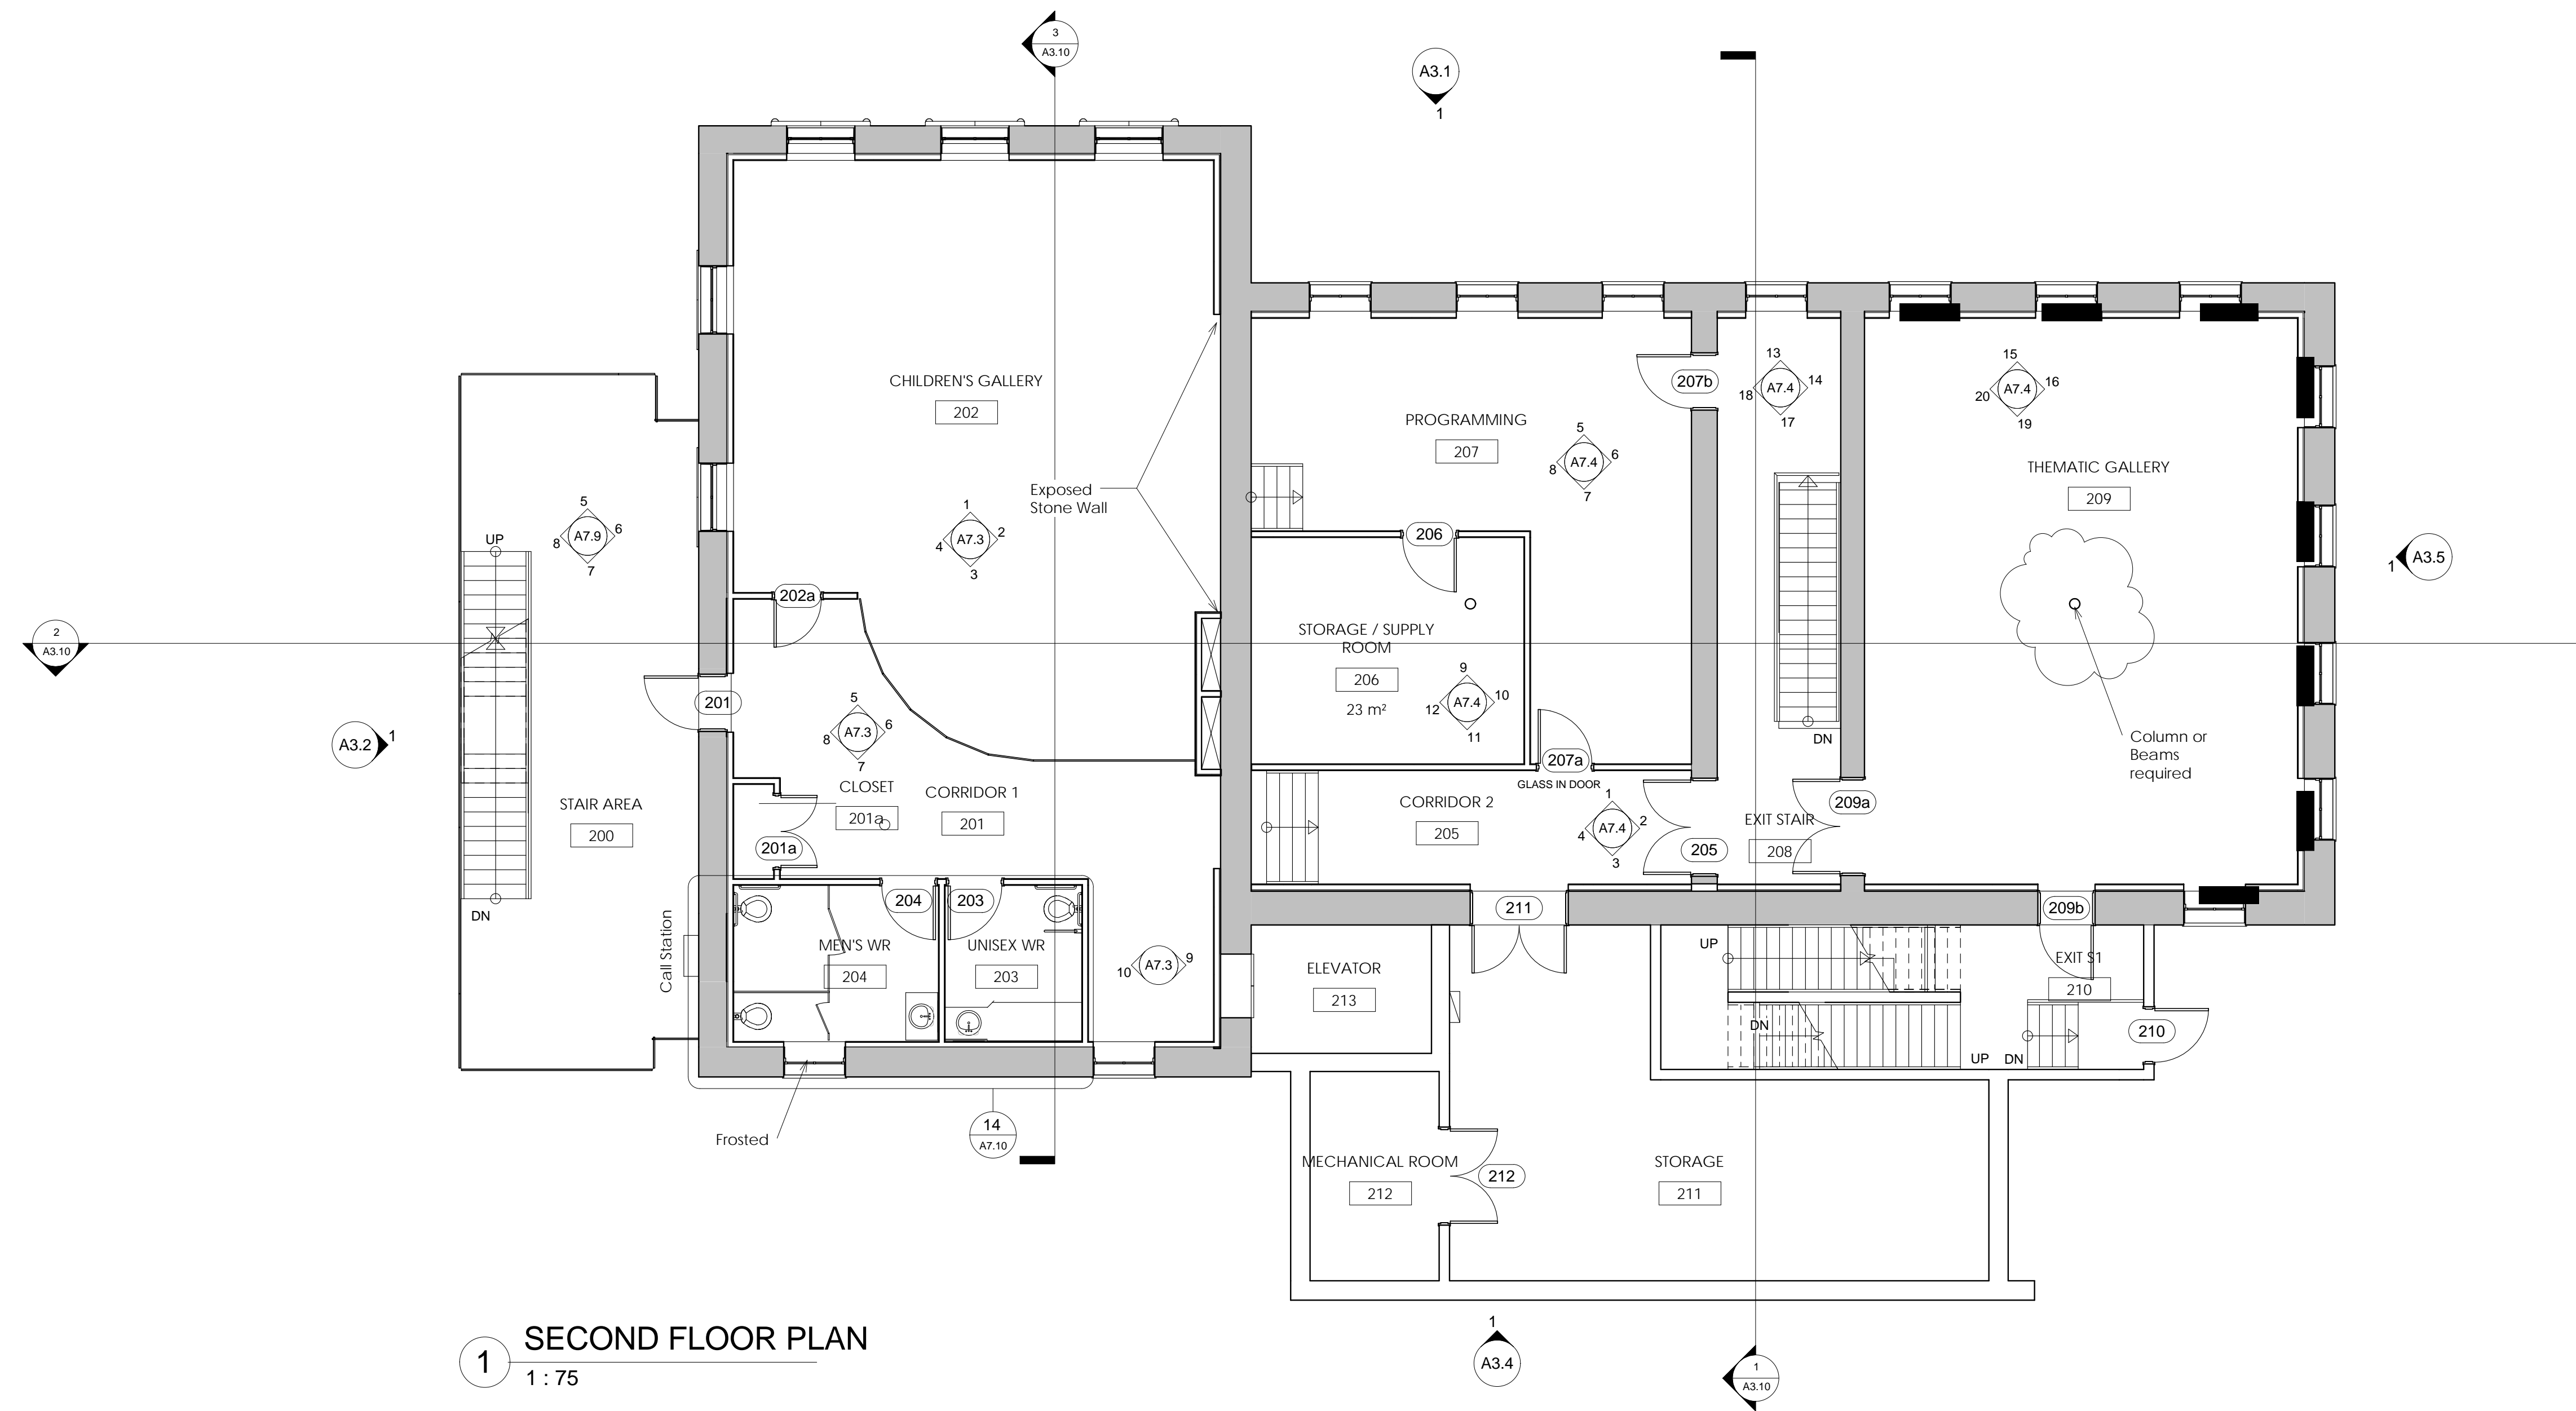 3
A3.10
A3.1
1
CHILDREN'S GALLERY
202
1
A7.3
2
3
4
Exposed
Stone Wall
PROGRAMMING
207
5
A7.4
6
7
8
207b
13
A7.4
14
17
18
15
A7.4
16
19
20
THEMATIC GALLERY
209
Column or
Beams
required
A3.5
1
5
A7.9
6
7
8
UP
DN
2
A3.10
A3.2
1
STAIR AREA
200
201
202a
5
A7.3
6
7
8
CLOSET
201a
201a
CORRIDOR 1
201
206
STORAGE / SUPPLY
ROOM
206
23 m²
9
A7.4
10
11
12
207a
GLASS IN DOOR
CORRIDOR 2
205
1
A7.4
2
3
4
205
DN
EXIT STAIR
208
209a
Call Station
204
203
MEN'S WR
204
UNISEX WR
203
10
A7.3
9
ELEVATOR
213
211
209b
UP
DN
UP
DN
EXIT S1
210
210
Frosted
14
A7.10
MECHANICAL ROOM
212
212
STORAGE
211
1
A3.4
1
A3.10
1
SECOND FLOOR PLAN
1 : 75